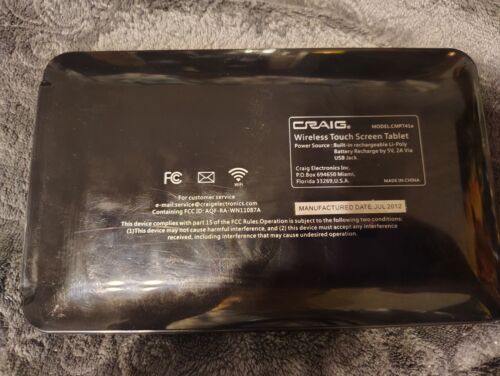 CRAIG® MODEL.CMP741e
Wireless Touch Screen Tablet
Power Source : Built-in rechargeable Li-Poly
Battery Recharge by 5V, 2A Via
USB Jack.
Craig Electronics Inc.
P.O.Box 694650 Miami,
Florida 33269,U.S.A.
MADE IN CHINA
FC
WiFi
For customer service
e-mail:service@craigelectronics.com
Containing FCC ID: AQF-RA-WN11087A
MANUFACTURED DATE:JUL 2012
This device complies with part 15 of the FCC Rules.Operation is subject to the following two conditions:
(1)This device may not cause harmful interference, and (2) this device must accept any interference
received, including interference that may cause undesired operation.